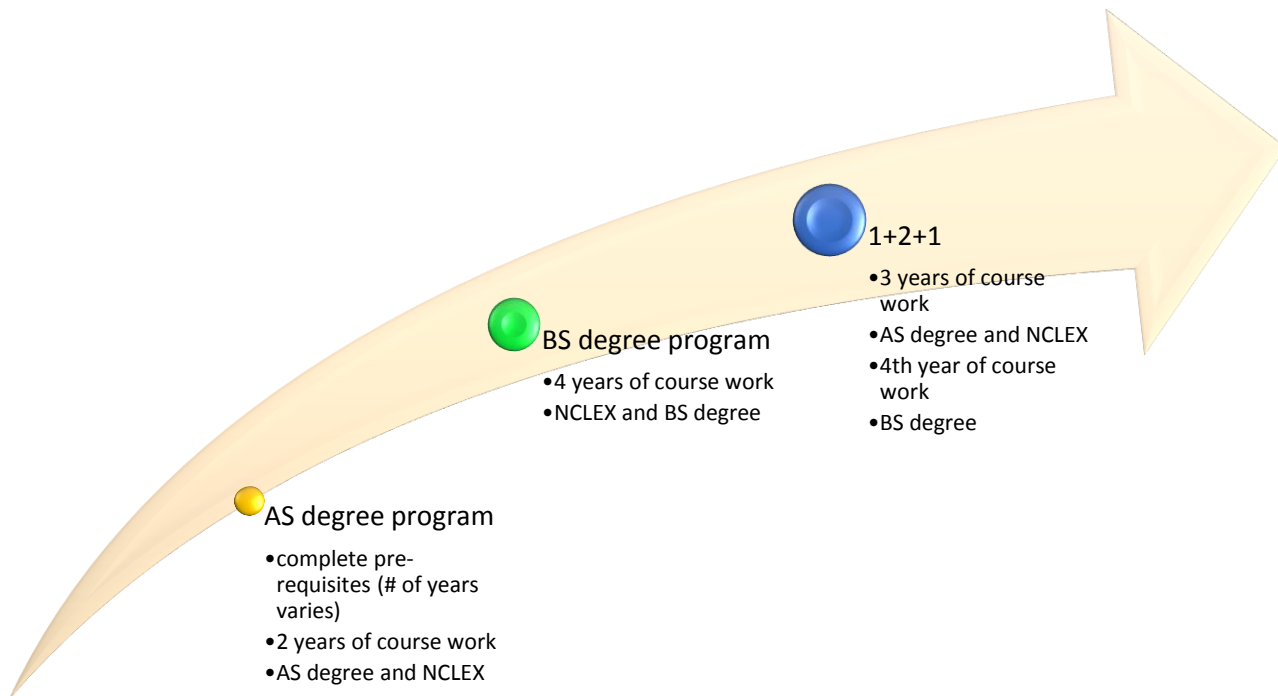 AS degree program
•complete pre-
requisites (# of years
varies)
•2 years of course work
•AS degree and NCLEX
BS degree program
•4 years of course work
•NCLEX and BS degree
1+2+1
•3 years of course
work
•AS degree and NCLEX
•4th year of course
work
•BS degree